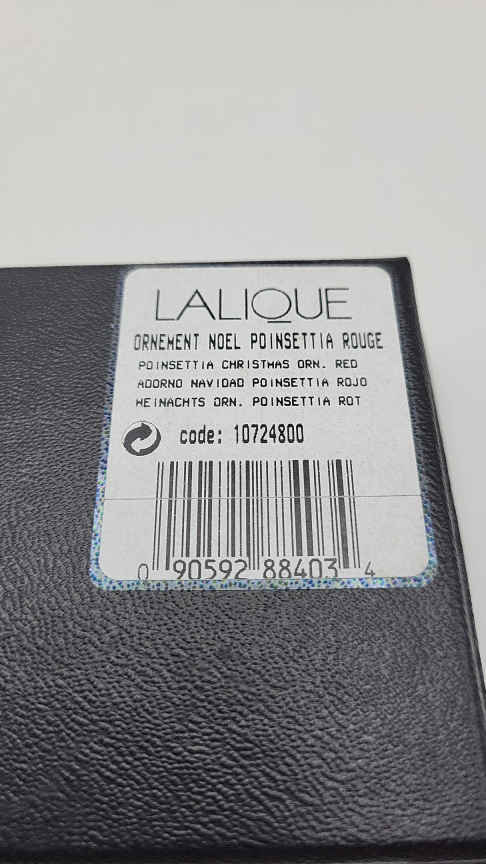 LALIQUE
ORNEMENT NOEL POINSETTIA ROUGE
POINSETTIA CHRISTMAS ORN. RED
ADORNO NAVIDAD POINSETTIA ROJO
WEINACHTS ORN. POINSETTIA ROT
code: 10724800
0 90592 88403 4